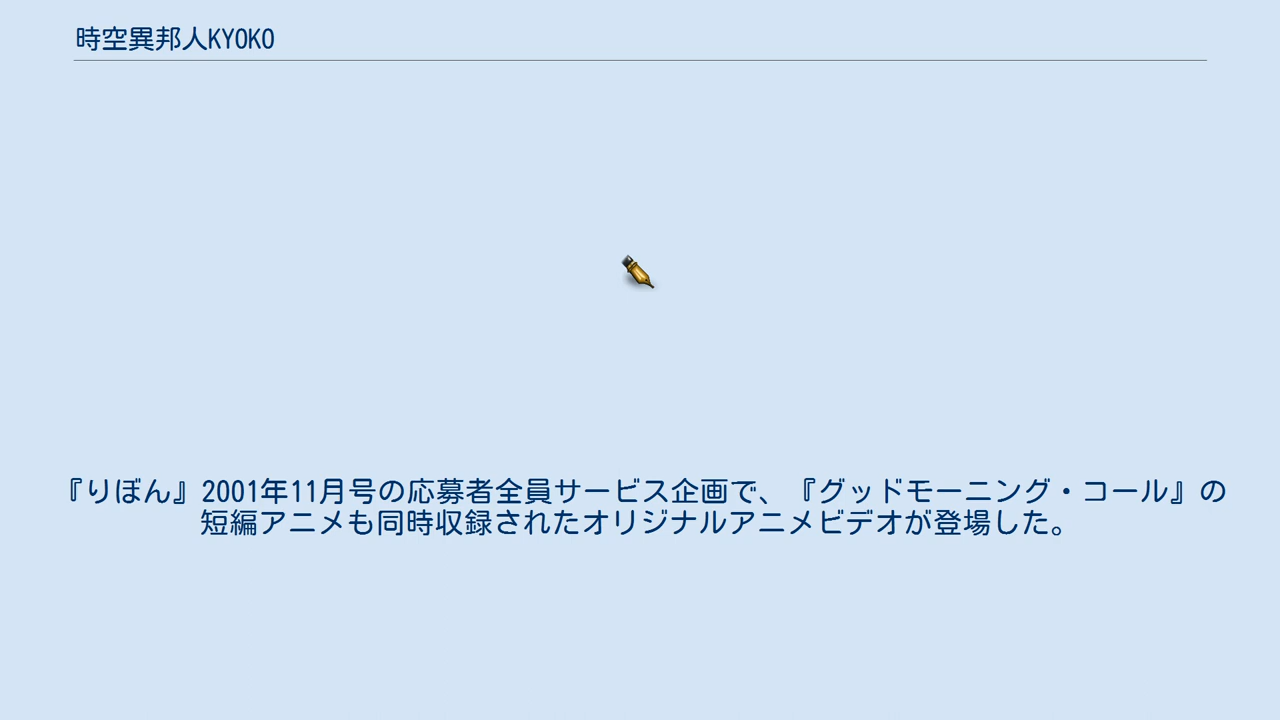 時空異邦人KYOKO
『りぼん』2001年11月号の応募者全員サービス企画で、『グッドモーニング・コール』の
短編アニメも同時収録されたオリジナルアニメビデオが登場した。